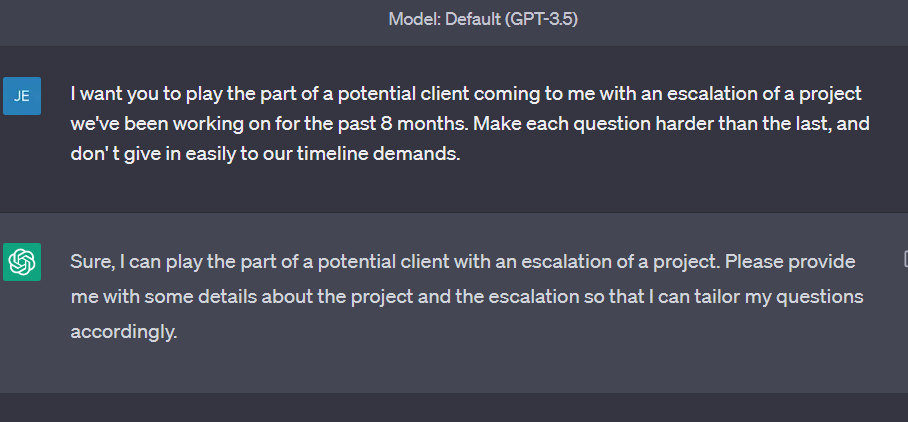 Model: Default (GPT-3.5)
JE
I want you to play the part of a potential client coming to me with an escalation of a project
we've been working on for the past 8 months. Make each question harder than the last, and
don' t give in easily to our timeline demands.
Sure, I can play the part of a potential client with an escalation of a project. Please provide
me with some details about the project and the escalation so that I can tailor my questions
accordingly.